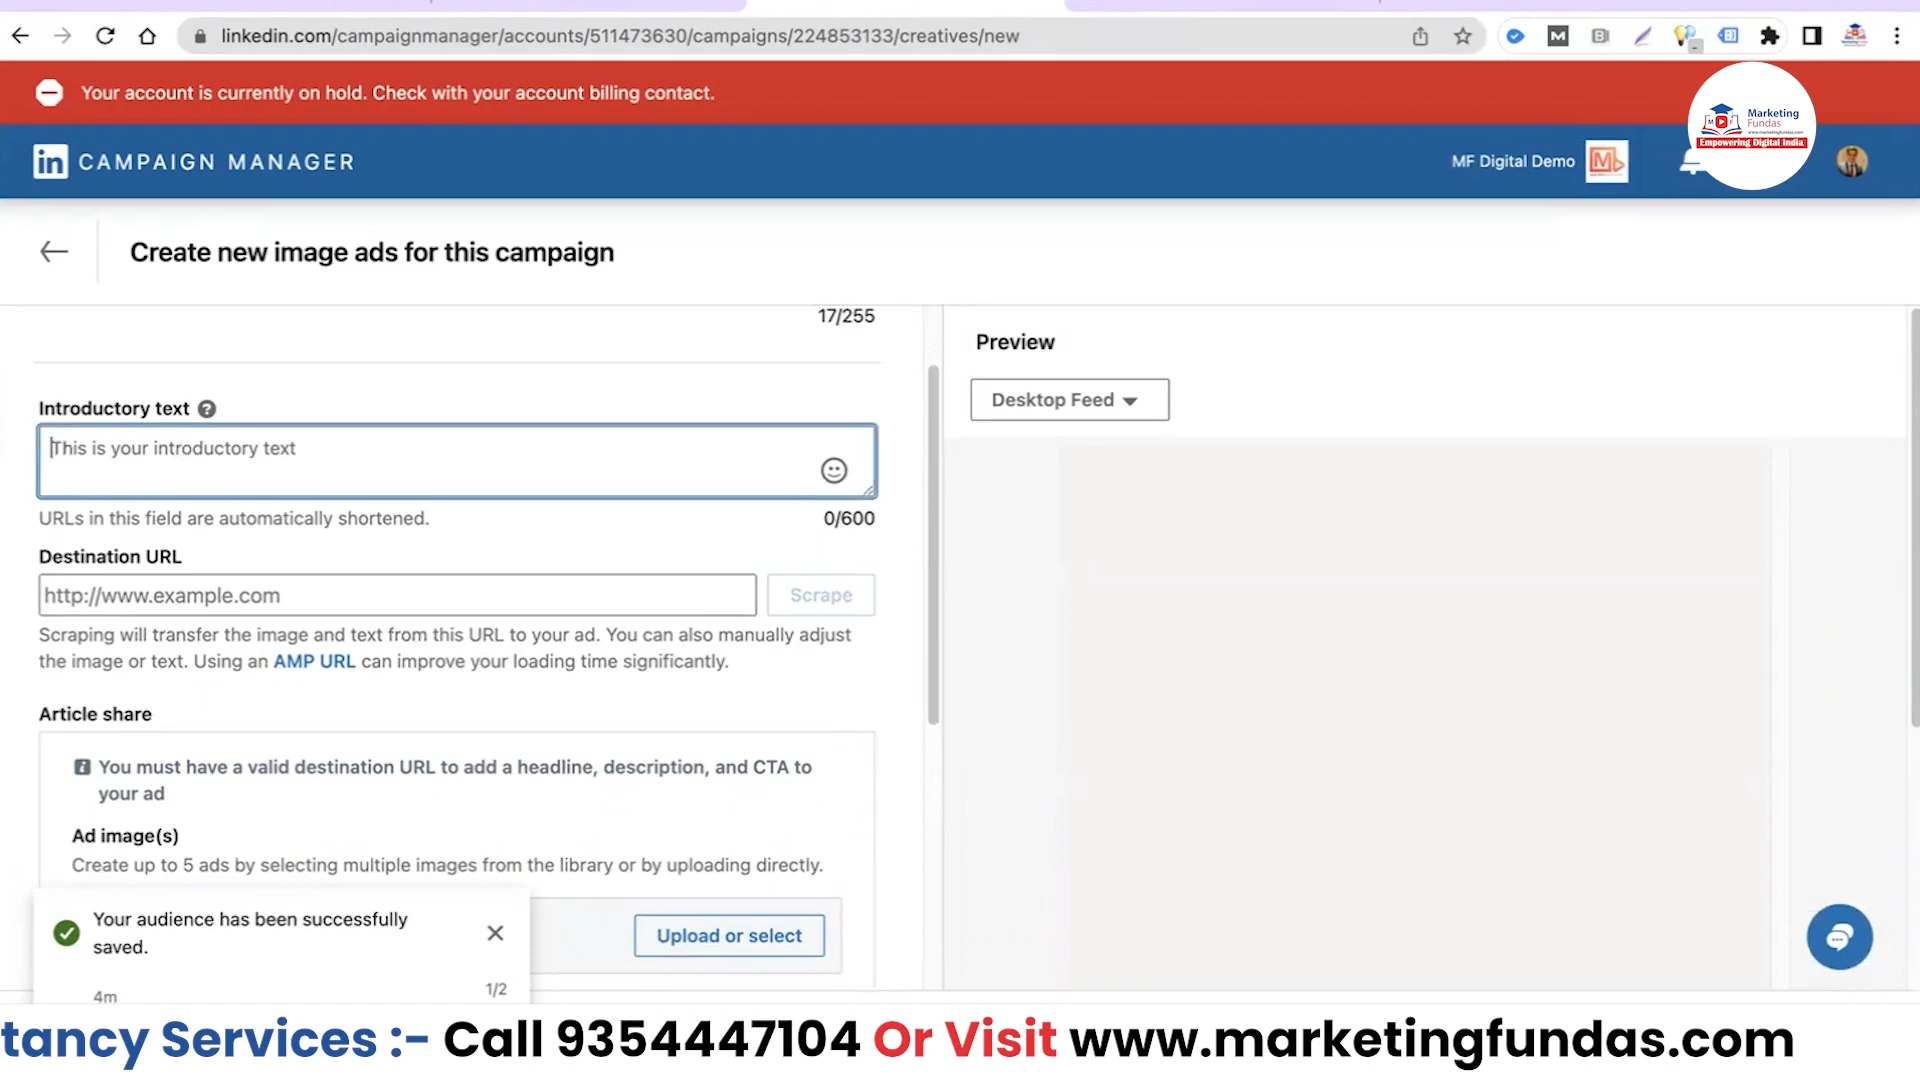 linkedin.com/campaignmanager/accounts/511473630/campaigns/224853133/creatives/new
Your account is currently on hold. Check with your account billing contact.
Marketing
Fundas
www.marketingfundas.com
Empowering Digital India
in CAMPAIGN MANAGER
MF Digital Demo
Create new image ads for this campaign
17/255
Preview
Desktop Feed
Introductory text
This is your introductory text
URLs in this field are automatically shortened.
0/600
Destination URL
http://www.example.com
Scrape
Scraping will transfer the image and text from this URL to your ad. You can also manually adjust
the image or text. Using an AMP URL can improve your loading time significantly.
Article share
You must have a valid destination URL to add a headline, description, and CTA to
your ad
Ad image(s)
Create up to 5 ads by selecting multiple images from the library or by uploading directly.
Upload or select
Your audience has been successfully
saved.
4m
1/2
tancy Services :- Call 9354447104 Or Visit www.marketingfundas.com